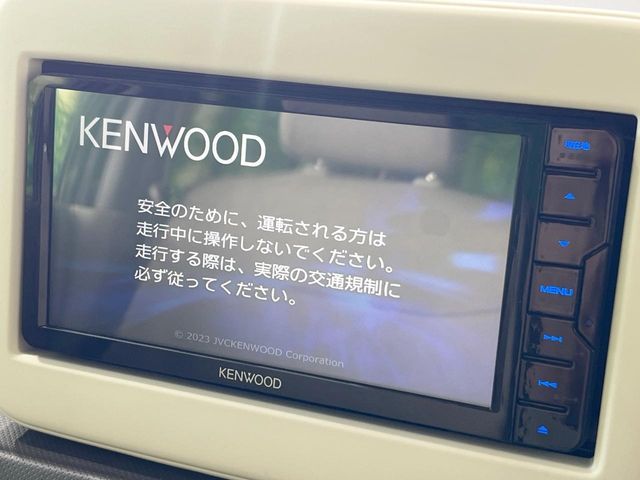 KENWOOD
安全のために、運転される方は
走行中に操作しないでください。
走行する際は、実際の交通規制に
必ず従ってください。
© 2023 JVCKENWOOD Corporation
KENWOOD
現在地
MENU